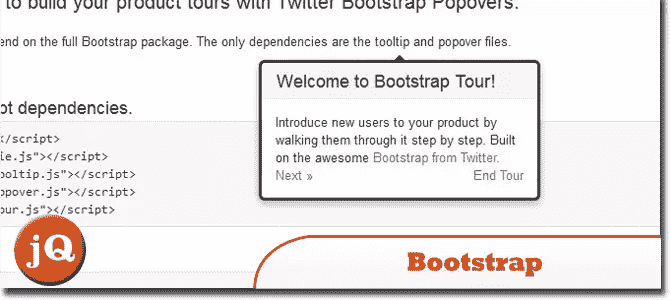 to build your product tours with Twitter Bootstrap Popovers.
end on the full Bootstrap package. The only dependencies are the tooltip and popover files.
Welcome to Bootstrap Tour!
Introduce new users to your product by
walking them through it step by step. Built
on the awesome Bootstrap from Twitter.
Next » End Tour
pt dependencies.
</script>
ie.js"></script>
ooltip.js"></script>
opover.js"></script>
our.js"></script>
jQ
Bootstrap